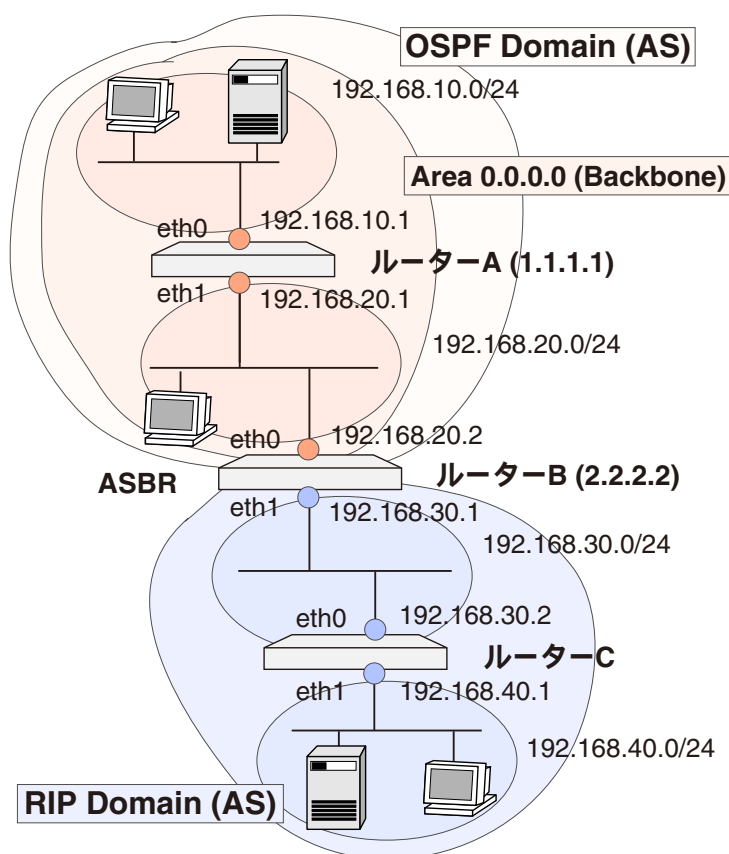 OSPF Domain (AS)
192.168.10.0/24
Area 0.0.0.0 (Backbone)
eth0
192.168.10.1
ルーターA (1.1.1.1)
eth1
192.168.20.1
192.168.20.0/24
eth0
192.168.20.2
ASBR
ルーターB (2.2.2.2)
eth1
192.168.30.1
192.168.30.0/24
eth0
192.168.30.2
ルーターC
eth1
192.168.40.1
192.168.40.0/24
RIP Domain (AS)